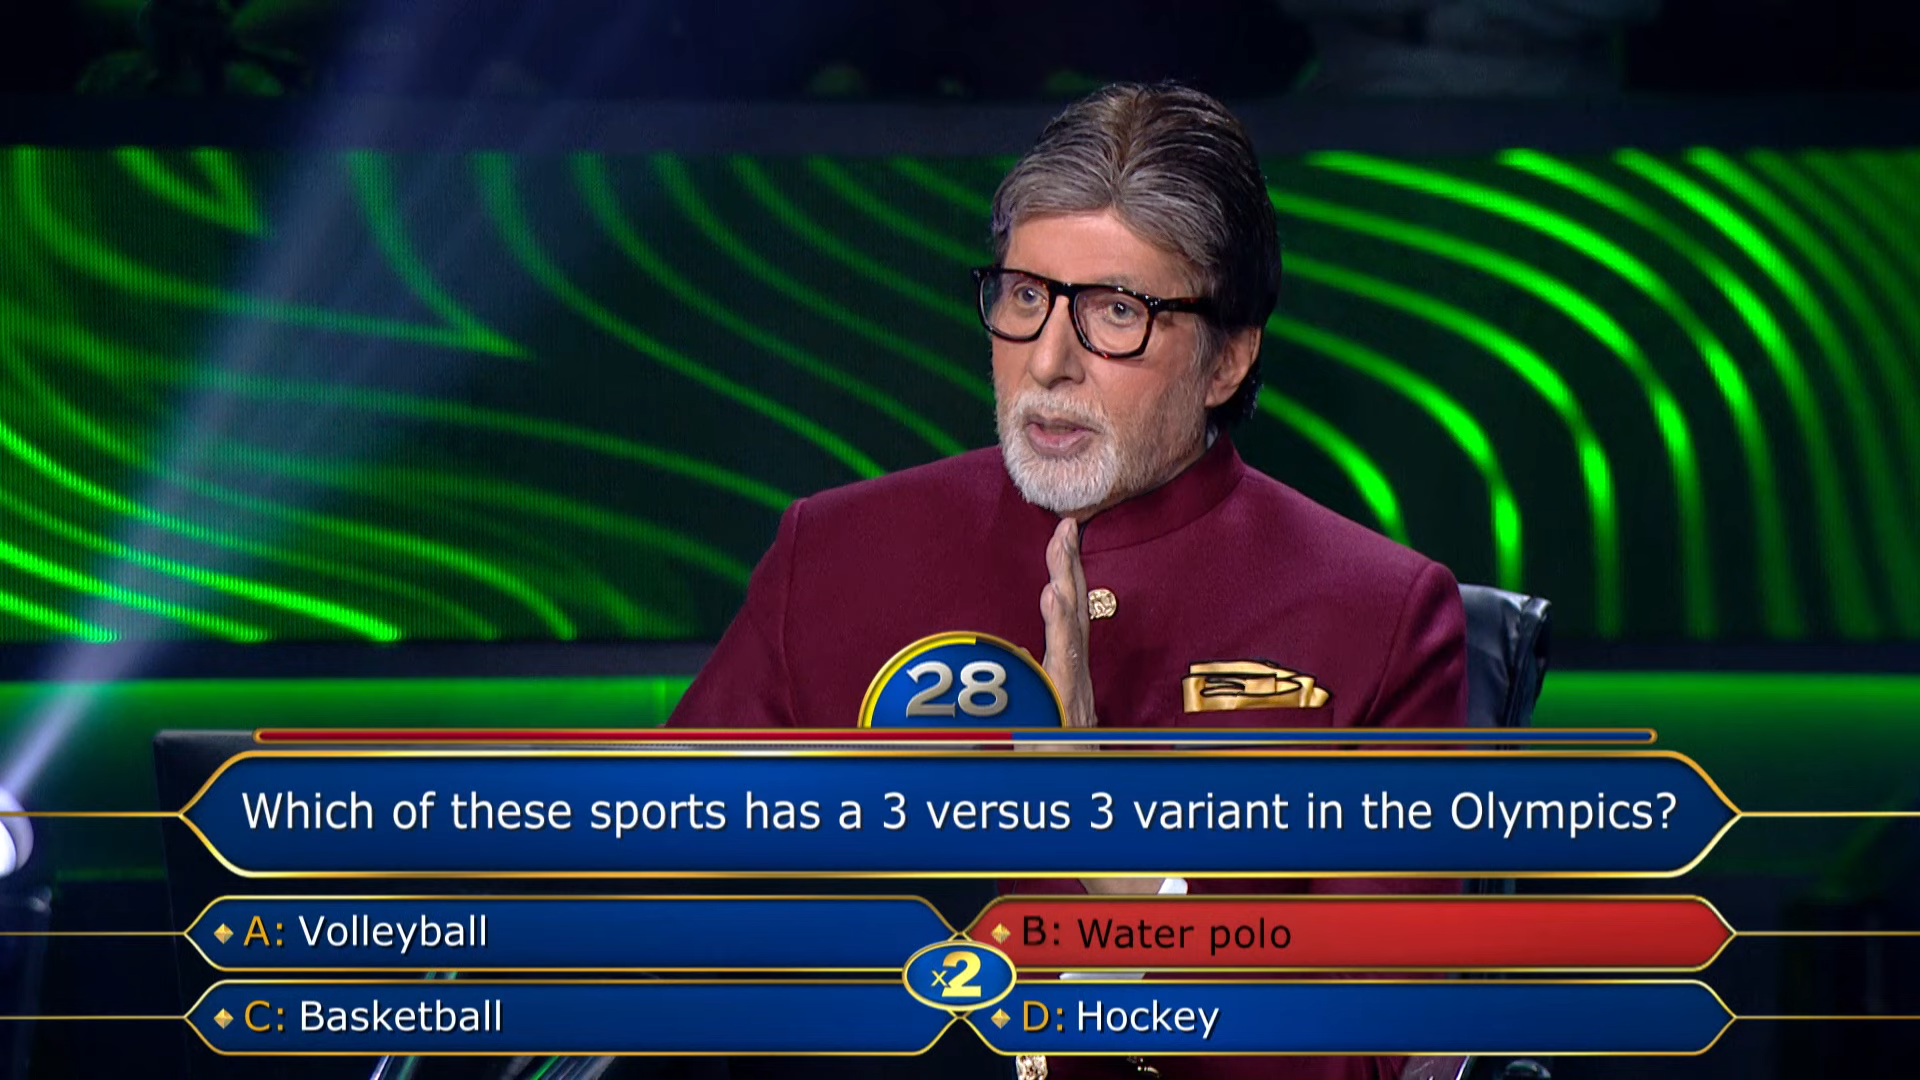 28
Which of these sports has a 3 versus 3 variant in the Olympics?
A: Volleyball
B: Water polo
x2
C: Basketball
D: Hockey